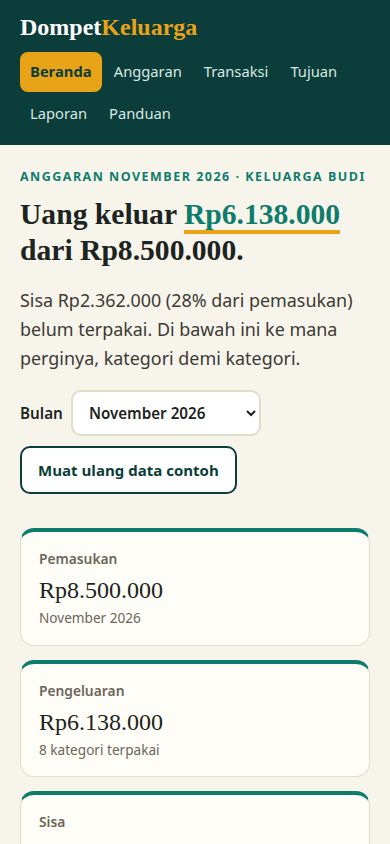 DompetKeluarga
Beranda Anggaran Transaksi Tujuan
Laporan Panduan
ANGGARAN NOVEMBER 2026 · KELUARGA BUDI
Uang keluar Rp6.138.000
dari Rp8.500.000.
Sisa Rp2.362.000 (28% dari pemasukan)
belum terpakai. Di bawah ini ke mana
perginya, kategori demi kategori.
Bulan November 2026
Muat ulang data contoh
Pemasukan
Rp8.500.000
November 2026
Pengeluaran
Rp6.138.000
8 kategori terpakai
Sisa